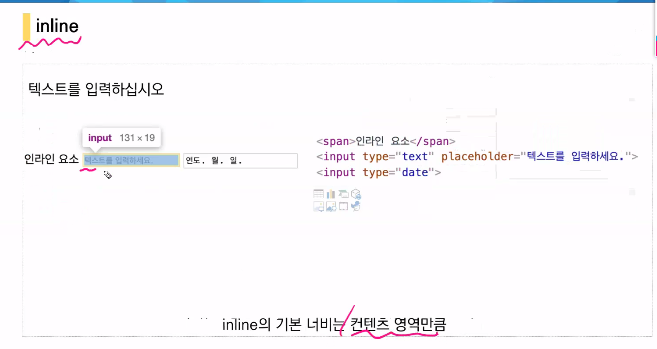 inline
텍스트를 입력하십시오
input 131 × 19
인라인 요소 텍스트를 입력하세요. 연도. 월. 일.
<span>인라인 요소</span>
<input type="text" placeholder="텍스트를 입력하세요.">
<input type="date">
inline의 기본 너비는 컨텐츠 영역만큼